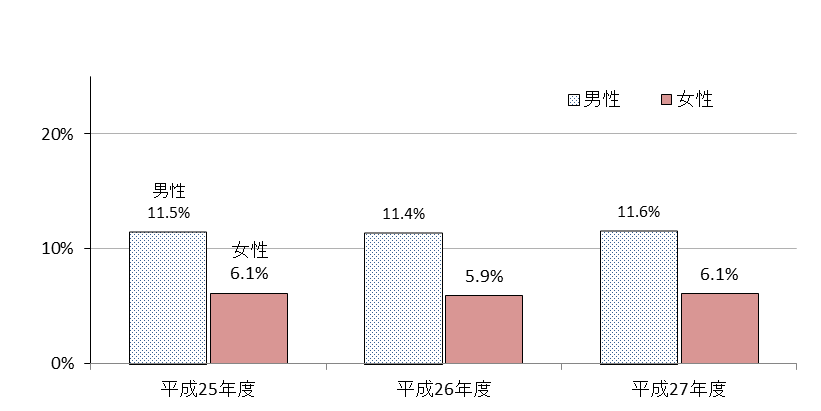 男性 女性
20%
男性
11.5%
11.4%
11.6%
10%
女性
6.1%
5.9%
6.1%
0%
平成25年度 平成26年度 平成27年度